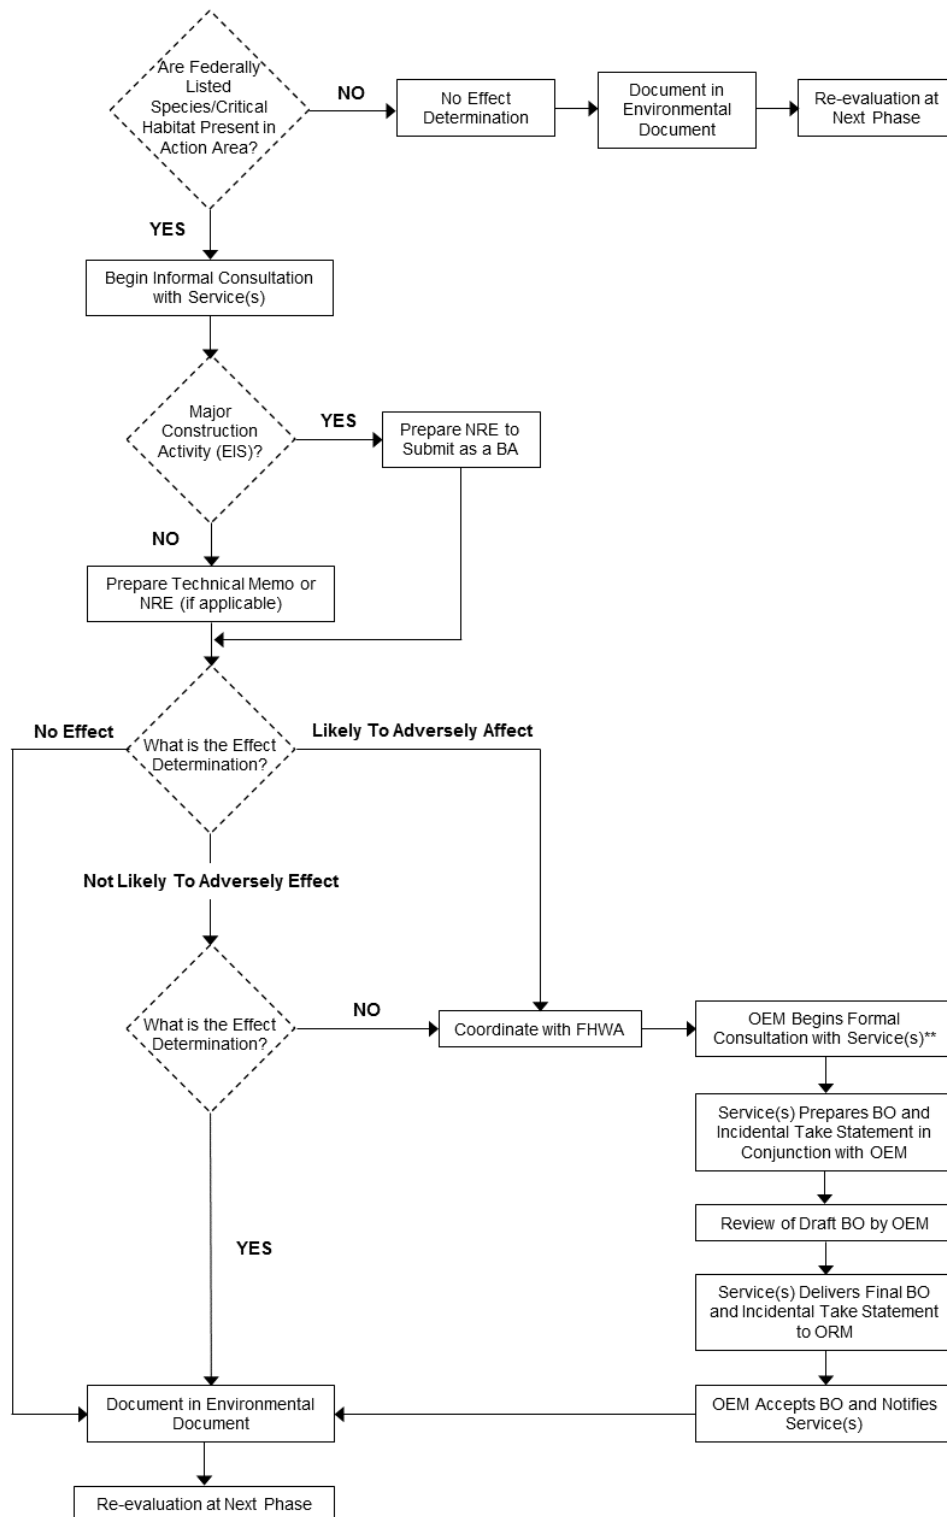 Are Federally
Listed
Species/Critical
Habitat Present in
Action Area?
NO
No Effect
Determination
Document in
Environmental
Document
Re-evaluation at
Next Phase
YES
Begin Informal Consultation
with Service(s)
Major
Construction
Activity (EIS)?
YES
Prepare NRE to
Submit as a BA
NO
Prepare Technical Memo or
NRE (if applicable)
No Effect
What is the Effect
Determination?
Likely To Adversely Affect
Not Likely To Adversely Effect
What is the Effect
Determination?
NO
Coordinate with FHWA
OEM Begins Formal
Consultation with Service(s)**
Service(s) Prepares BO and
Incidental Take Statement in
Conjunction with OEM
Review of Draft BO by OEM
YES
Service(s) Delivers Final BO
and Incidental Take Statement
to ORM
Document in Environmental
Document
OEM Accepts BO and Notifies
Service(s)
Re-evaluation at Next Phase